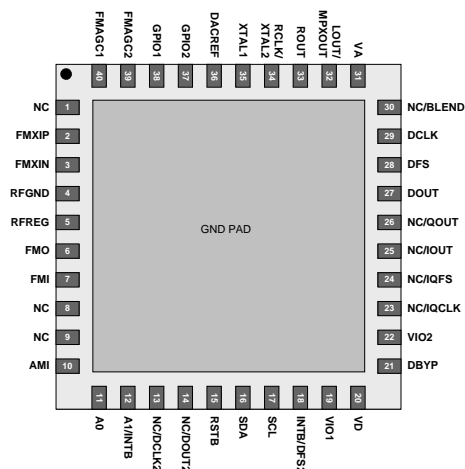 FMAGC1
FMAGC2
GPIO1
GPIO2
DACREF
XTAL1
RCLK/
XTAL2
ROUT
LOUT/
MPXOUT
VA
40
39
38
37
36
35
34
33
32
31
NC 1
FMXIP 2
FMXIN 3
RFGND 4
RFREG 5
FMO 6
FMI 7
NC 8
NC 9
AMI 10
GND PAD
30 NC/BLEND
29 DCLK
28 DFS
27 DOUT
26 NC/QOUT
25 NC/IOUT
24 NC/IQFS
23 NC/IQCLK
22 VIO2
21 DBYP
11
12
13
14
15
16
17
18
19
20
A0
A1/INTB
NC/DCLK2
NC/DOUT2
RSTB
SDA
SCL
INTB/DFS2
VIO1
VD